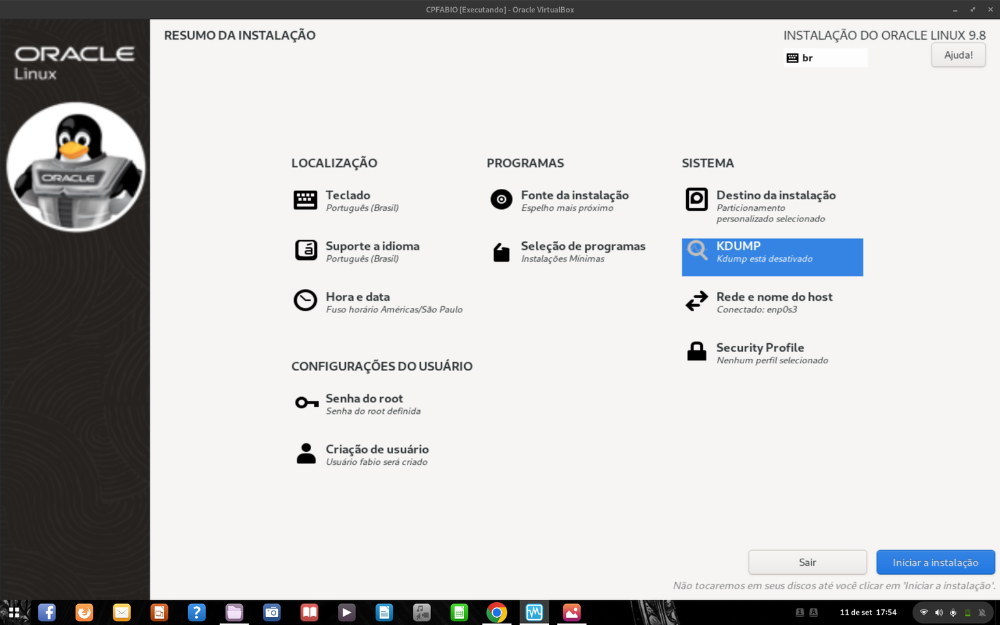 CPFABIO [Executando] - Oracle VirtualBox
ORACLE
Linux
ORACLE
RESUMO DA INSTALAÇÃO
INSTALAÇÃO DO ORACLE LINUX 9.8
br
Ajuda!
LOCALIZAÇÃO
Teclado
Português (Brasil)
Suporte a idioma
Português (Brasil)
Hora e data
Fuso horário Américas/São Paulo
PROGRAMAS
Fonte da instalação
Espelho mais próximo
Seleção de programas
Instalações Mínimas
SISTEMA
Destino da instalação
Particionamento
personalizado selecionado
KDUMP
Kdump está desativado
Rede e nome do host
Conectado: enp0s3
Security Profile
Nenhum perfil selecionado
CONFIGURAÇÕES DO USUÁRIO
Senha do root
Senha do root definida
Criação de usuário
Usuário fabio será criado
Sair
Iniciar a instalação
Não tocaremos em seus discos até você clicar em 'Iniciar a instalação'.
1 A
11 de set 17:54